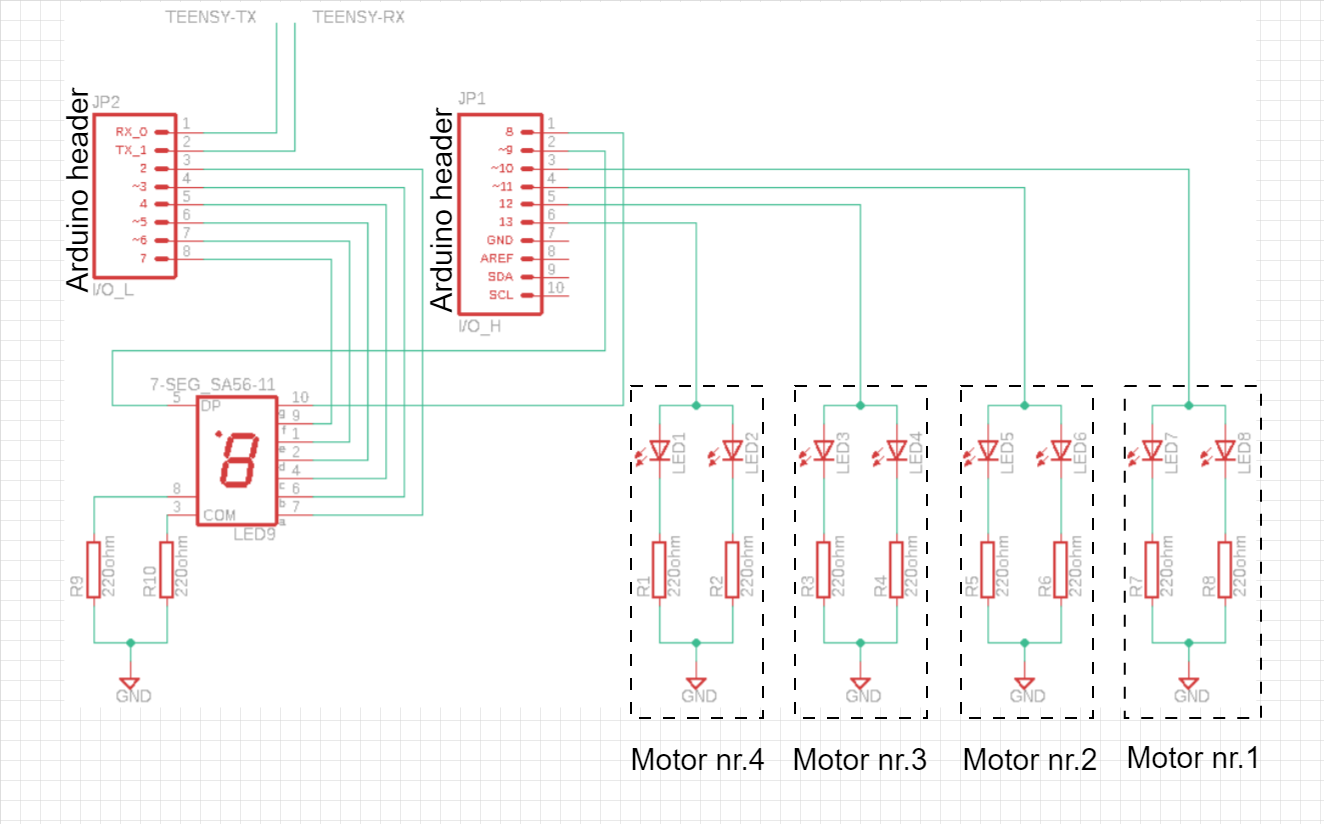 TEENSY-TX TEENSY-RX
Arduino header
JP2
RX_0 1
TX_1 2
2 3
~3 4
4 5
~5 6
~6 7
7 8
I/O_L
Arduino header
JP1
8 1
~9 2
~10 3
~11 4
12 5
13 6
GND 7
AREF 8
SDA 9
SCL 10
I/O_H
7-SEG_SA56-11
5 DP 10
g 9
f 1
e 2
d 4
c 6
8 b 7
3 COM a
LED9
R9 220ohm
R10 220ohm
GND
LED1 LED2
R1 220ohm R2 220ohm
GND
Motor nr.4
LED3 LED4
R3 220ohm R4 220ohm
GND
Motor nr.3
LED5 LED6
R5 220ohm R6 220ohm
GND
Motor nr.2
LED7 LED8
R7 220ohm R8 220ohm
GND
Motor nr.1